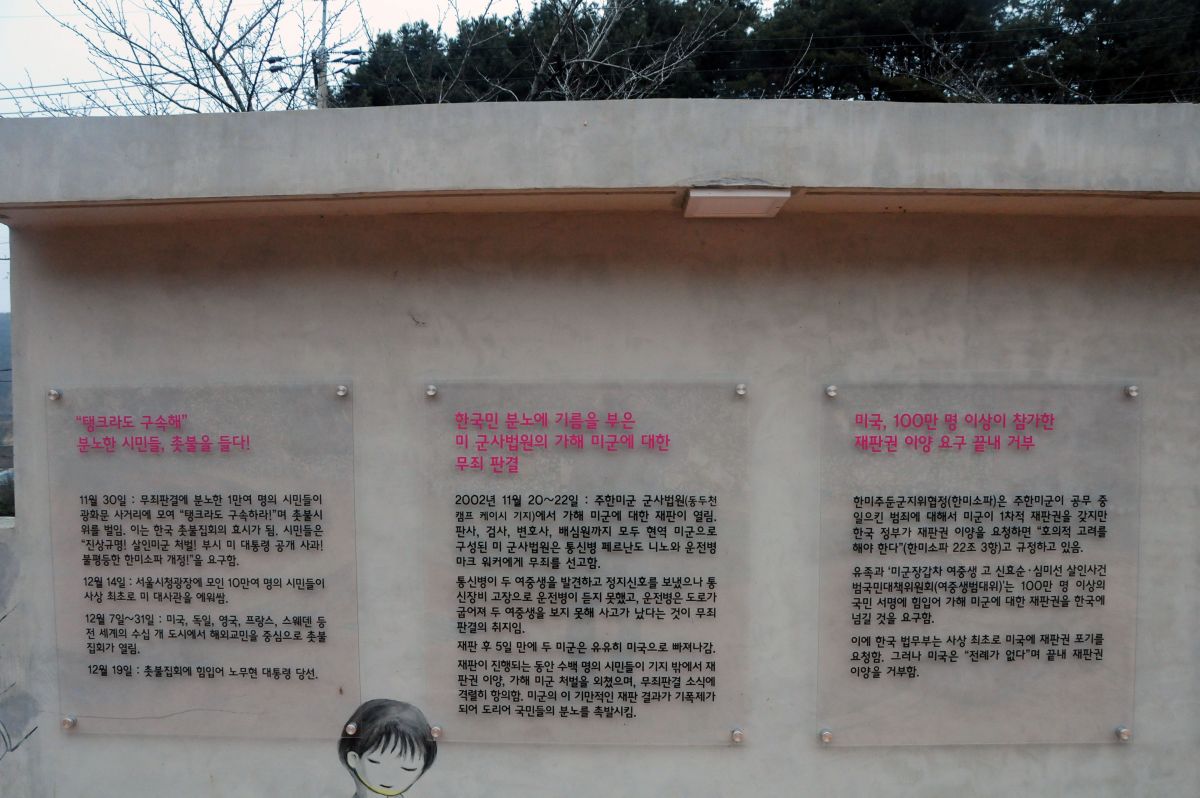 “탱크라도 구속해”
분노한 시민들, 촛불을 들다!
11월 30일 : 무죄판결에 분노한 1만여 명의 시민들이
광화문 사거리에 모여 “탱크라도 구속하라!”며 촛불시
위를 벌임. 이는 한국 촛불집회의 효시가 됨. 시민들은
“진상규명! 살인미군 처벌! 부시 미 대통령 공개 사과!
불평등한 한미소파 개정!”을 요구함.
12월 14일 : 서울시청광장에 모인 10만여 명의 시민들이
사상 최초로 미 대사관을 에워쌈.
12월 7일~31일 : 미국, 독일, 영국, 프랑스, 스웨덴 등
전 세계의 수십 개 도시에서 해외교민을 중심으로 촛불
집회가 열림.
12월 19일 : 촛불집회에 힘입어 노무현 대통령 당선.
한국민 분노에 기름을 부은
미 군사법원의 가해 미군에 대한
무죄 판결
2002년 11월 20~22일 : 주한미군 군사법원(동두천
캠프 케이시 기지)에서 가해 미군에 대한 재판이 열림.
판사, 검사, 변호사, 배심원까지 모두 현역 미군으로
구성된 미 군사법원은 통신병 페르난도 니노와 운전병
마크 워커에게 무죄를 선고함.
통신병이 두 여중생을 발견하고 정지신호를 보냈으나 통
신장비 고장으로 운전병이 듣지 못했고, 운전병은 도로가
굽어져 두 여중생을 보지 못해 사고가 났다는 것이 무죄
판결의 취지임.
재판 후 5일 만에 두 미군은 유유히 미국으로 빠져나감.
재판이 진행되는 동안 수백 명의 시민들이 기지 밖에서 재
판권 이양, 가해 미군 처벌을 외쳤으며, 무죄판결 소식에
격렬히 항의함. 미군의 이 기만적인 재판 결과가 기폭제가
되어 도리어 국민들의 분노를 촉발시킴.
미국, 100만 명 이상이 참가한
재판권 이양 요구 끝내 거부
한미주둔군지위협정(한미소파)은 주한미군이 공무 중
일으킨 범죄에 대해서 미군이 1차적 재판권을 갖지만
한국 정부가 재판권 이양을 요청하면 “호의적 고려를
해야 한다”(한미소파 22조 3항)고 규정하고 있음.
유족과 ‘미군장갑차 여중생 고 신효순·심미선 살인사건
범국민대책위원회(여중생범대위)’는 100만 명 이상의
국민 서명에 힘입어 가해 미군에 대한 재판권을 한국에
넘길 것을 요구함.
이에 한국 법무부는 사상 최초로 미국에 재판권 포기를
요청함. 그러나 미국은 “전례가 없다”며 끝내 재판권
이양을 거부함.